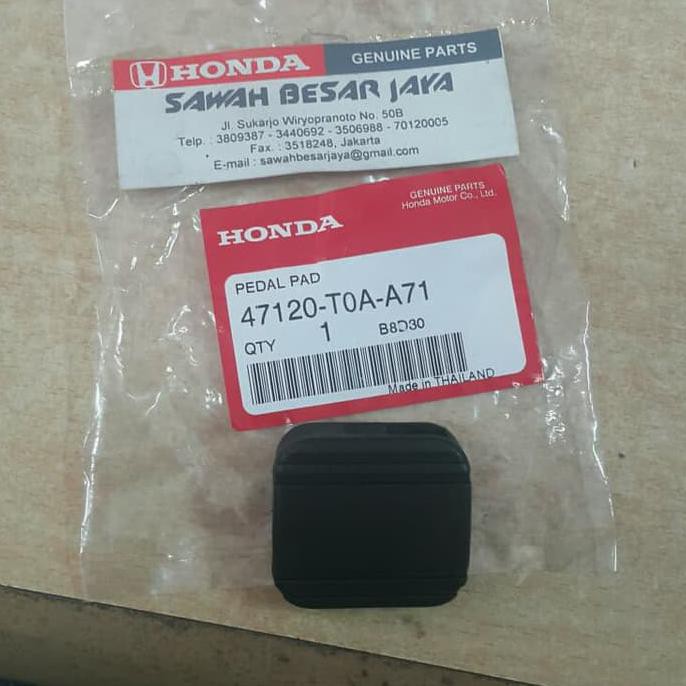 HONDA GENUINE PARTS
SAWAH BESAR JAYA
Jl. Sukarjo Wiryopranoto No. 50B
Telp. : 3809387 - 3440692 - 3506988 - 70120005
Fax. : 3518248, Jakarta
E-mail : sawahbesarjaya@gmail.com
GENUINE PARTS
Honda Motor Co., Ltd.
HONDA
PEDAL PAD
47120-T0A-A71
QTY 1 B8D30
Made in THAILAND